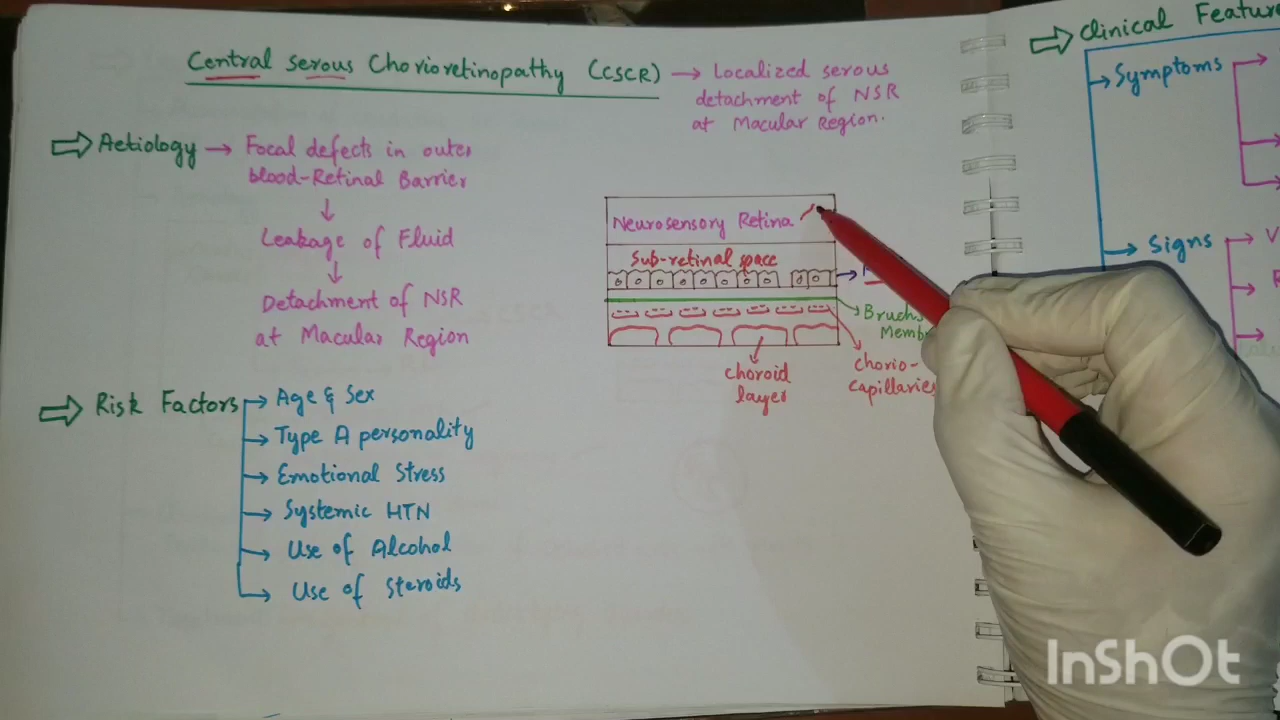 Central serous Chorioretinopathy (CSCR) → Localized serous
detachment of NSR
at Macular Region.
⇨ Aetiology → Focal defects in outer
blood-Retinal Barrier
↓
Leakage of Fluid
↓
Detachment of NSR
at Macular Region
⇨ Risk Factors → Age & Sex
→ Type A personality
→ Emotional Stress
→ Systemic HTN
→ Use of Alcohol
→ Use of Steroids
Neurosensory Retina
Sub-retinal space
Bruchs
Memb
Chorio-
capillaries
choroid
layer
⇨ Clinical Feature
→ Symptoms
→ Signs
V
R
InShOt